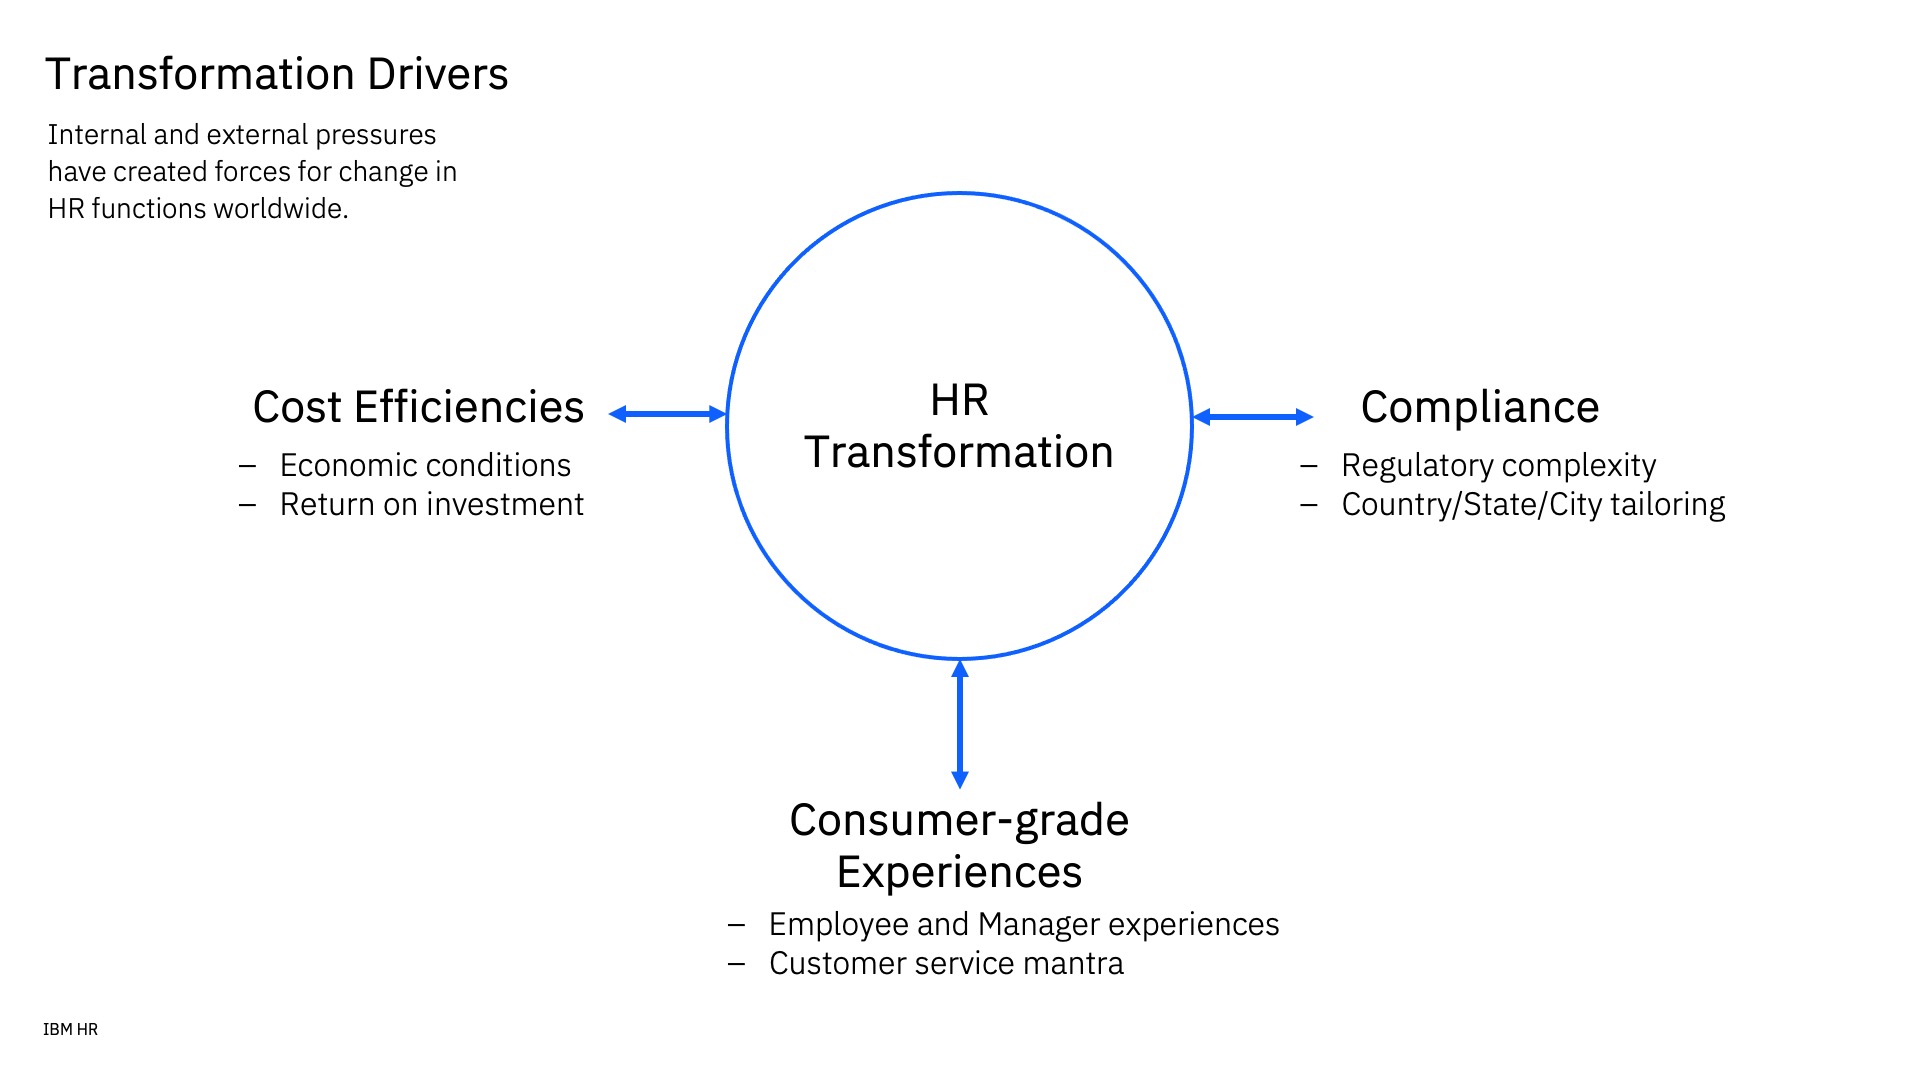 Transformation Drivers
Internal and external pressures
have created forces for change in
HR functions worldwide.
Cost Efficiencies
– Economic conditions
– Return on investment
HR
Transformation
Compliance
– Regulatory complexity
– Country/State/City tailoring
Consumer-grade
Experiences
– Employee and Manager experiences
– Customer service mantra
IBM HR